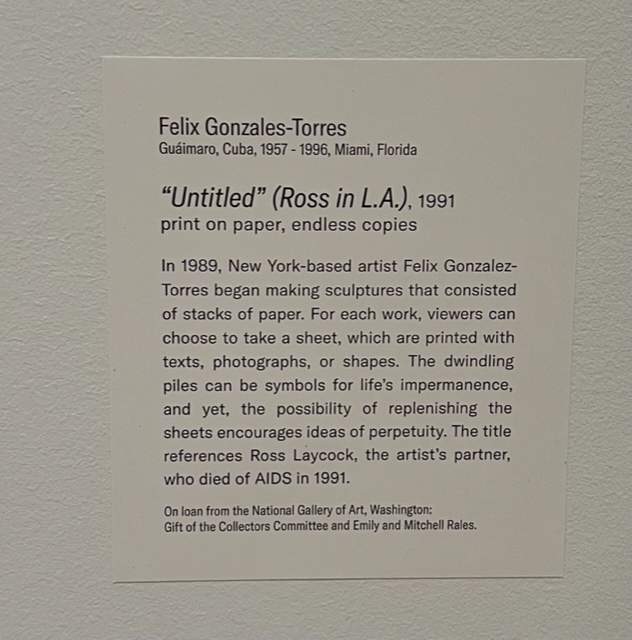 Felix Gonzales-Torres
Guáimaro, Cuba, 1957 - 1996, Miami, Florida
“Untitled” (Ross in L.A.), 1991
print on paper, endless copies
In 1989, New York-based artist Felix Gonzalez-
Torres began making sculptures that consisted
of stacks of paper. For each work, viewers can
choose to take a sheet, which are printed with
texts, photographs, or shapes. The dwindling
piles can be symbols for life’s impermanence,
and yet, the possibility of replenishing the
sheets encourages ideas of perpetuity. The title
references Ross Laycock, the artist’s partner,
who died of AIDS in 1991.
On loan from the National Gallery of Art, Washington:
Gift of the Collectors Committee and Emily and Mitchell Rales.